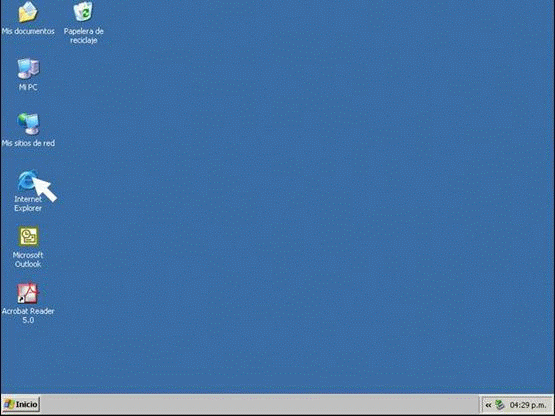 Mis documentos
Papelera de
reciclaje
Mi PC
Mis sitios de red
Internet
Explorer
Microsoft
Outlook
Acrobat Reader
5.0
Inicio
« 04:29 p.m.